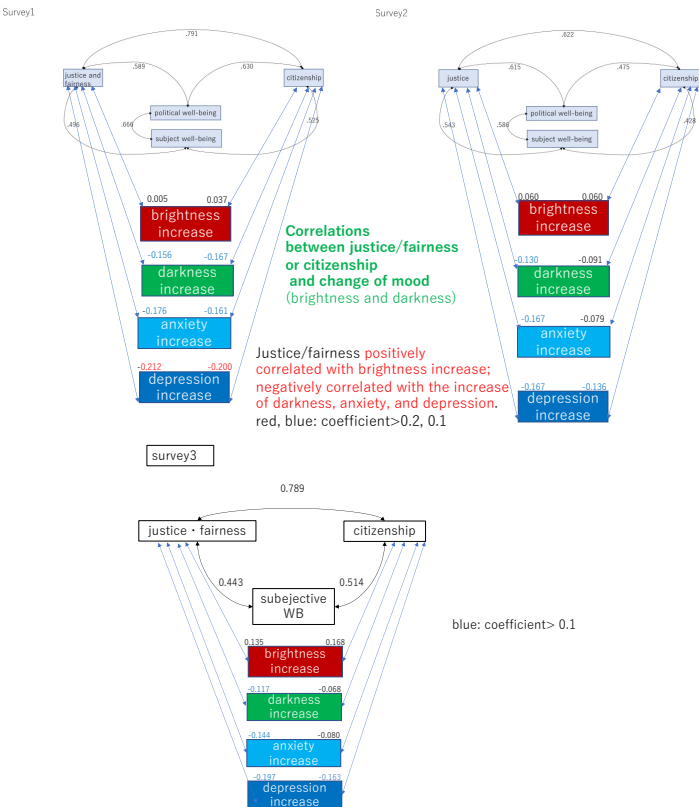 Survey1
.791
.589
.630
justice and
fairness
citizenship
political well-being
.496
.666
.525
subject well-being
0.005
0.037
brightness
increase
-0.156
-0.167
darkness
increase
-0.176
-0.161
anxiety
increase
-0.212
-0.200
depression
increase
Correlations
between justice/fairness
or citizenship
and change of mood
(brightness and darkness)
Justice/fairness positively
correlated with brightness increase;
negatively correlated with the increase
of darkness, anxiety, and depression.
red, blue: coefficient>0.2, 0.1
Survey2
.622
.615
.475
justice
citizenship
political well-being
.543
.586
.428
subject well-being
0.060
0.060
brightness
increase
-0.130
-0.091
darkness
increase
-0.167
-0.079
anxiety
increase
-0.167
-0.136
depression
increase
survey3
0.789
justice・fairness
citizenship
0.443
0.514
subejective
WB
blue: coefficient> 0.1
0.135
0.168
brightness
increase
-0.117
-0.068
darkness
increase
-0.144
-0.080
anxiety
increase
-0.197
-0.163
depression
increase